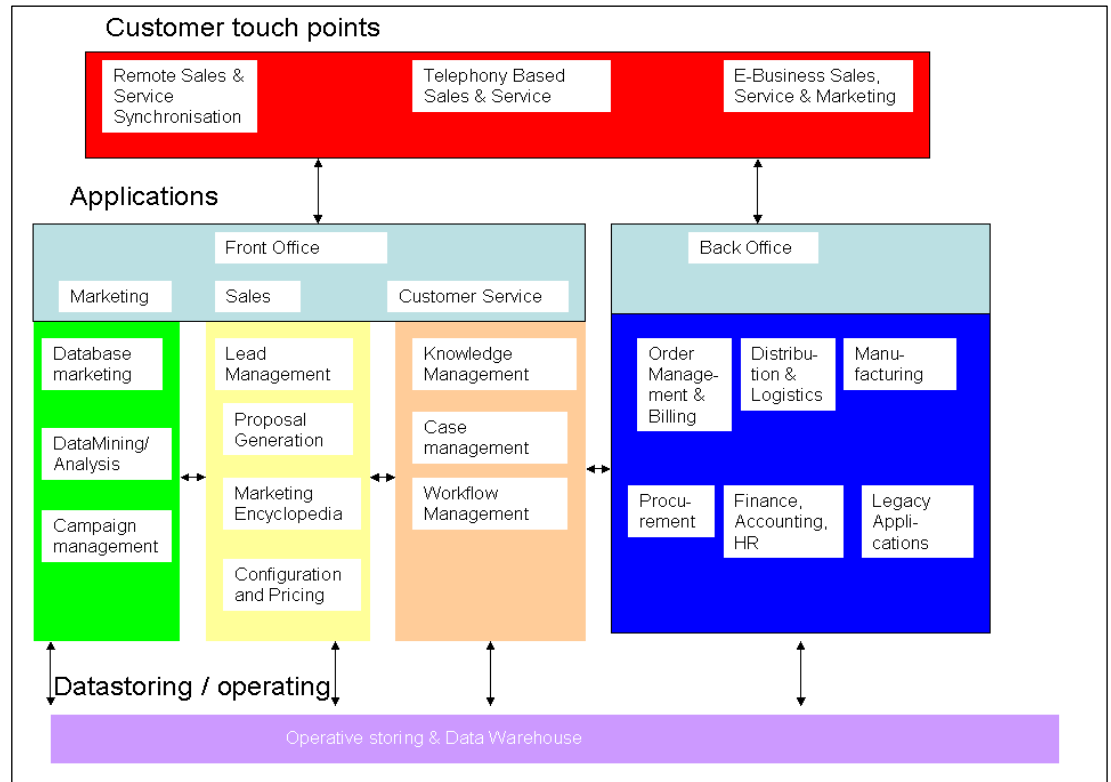 Customer touch points
Remote Sales &
Service
Synchronisation
Telephony Based
Sales & Service
E-Business Sales,
Service & Marketing
Applications
Front Office
Back Office
Marketing
Sales
Customer Service
Database
marketing
DataMining/
Analysis
Campaign
management
Lead
Management
Proposal
Generation
Marketing
Encyclopedia
Configuration
and Pricing
Knowledge
Management
Case
management
Workflow
Management
Order
Manage-
ment &
Billing
Distribu-
tion &
Logistics
Manu-
facturing
Procu-
rement
Finance,
Accounting,
HR
Legacy
Appli-
cations
Datastoring / operating
Operative storing & Data Warehouse